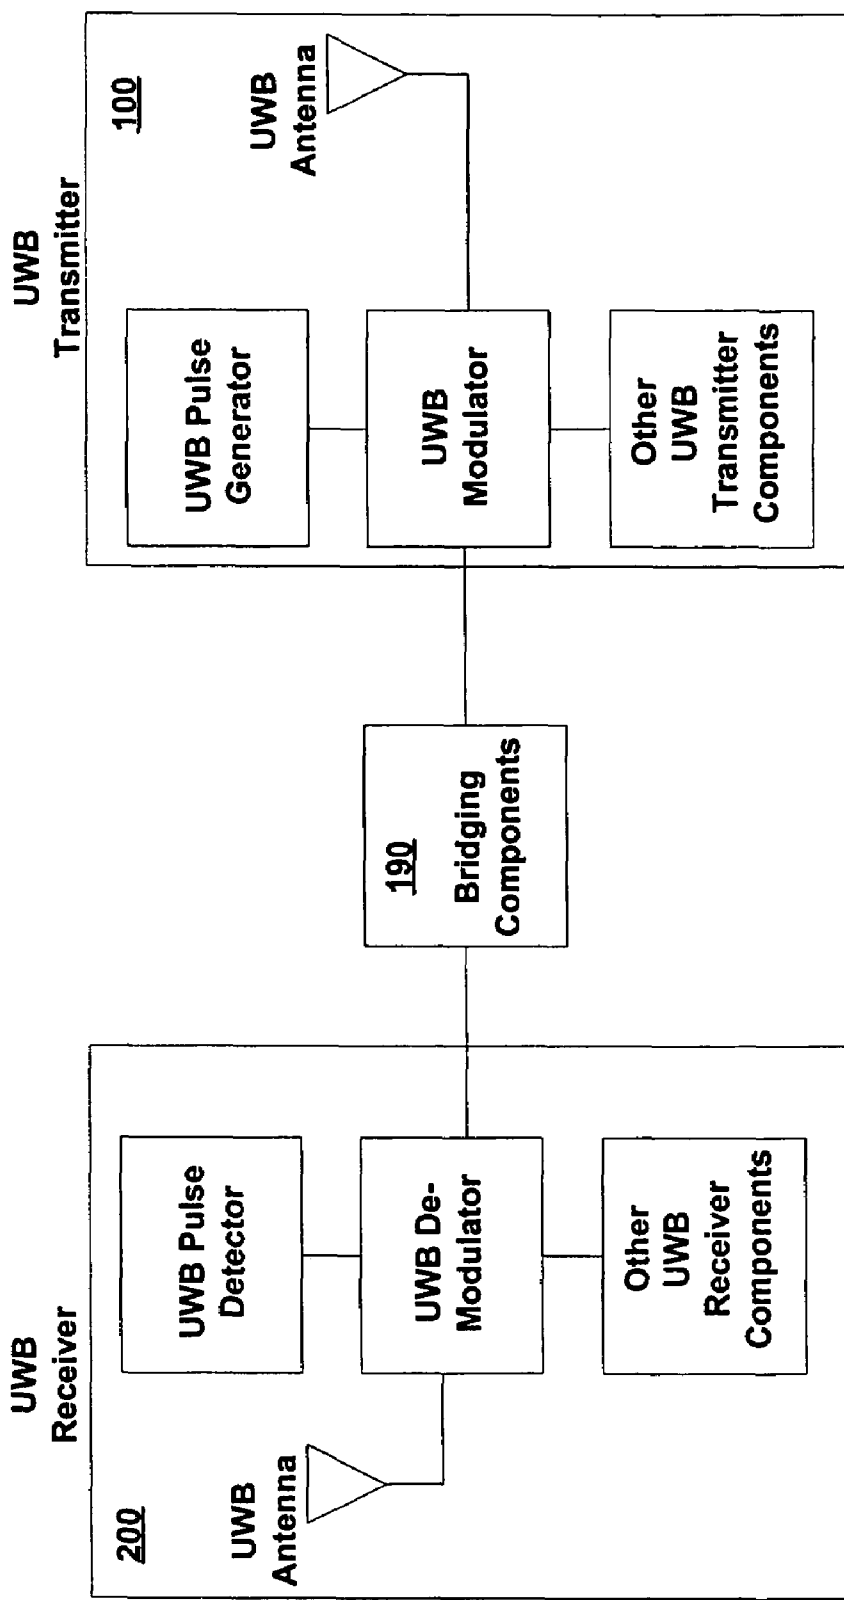 UWB
Receiver
200
UWB
Antenna
UWB Pulse
Detector
UWB De-
Modulator
Other
UWB
Receiver
Components
190
Bridging
Components
UWB
Transmitter
100
UWB Pulse
Generator
UWB
Antenna
UWB
Modulator
Other
UWB
Transmitter
Components